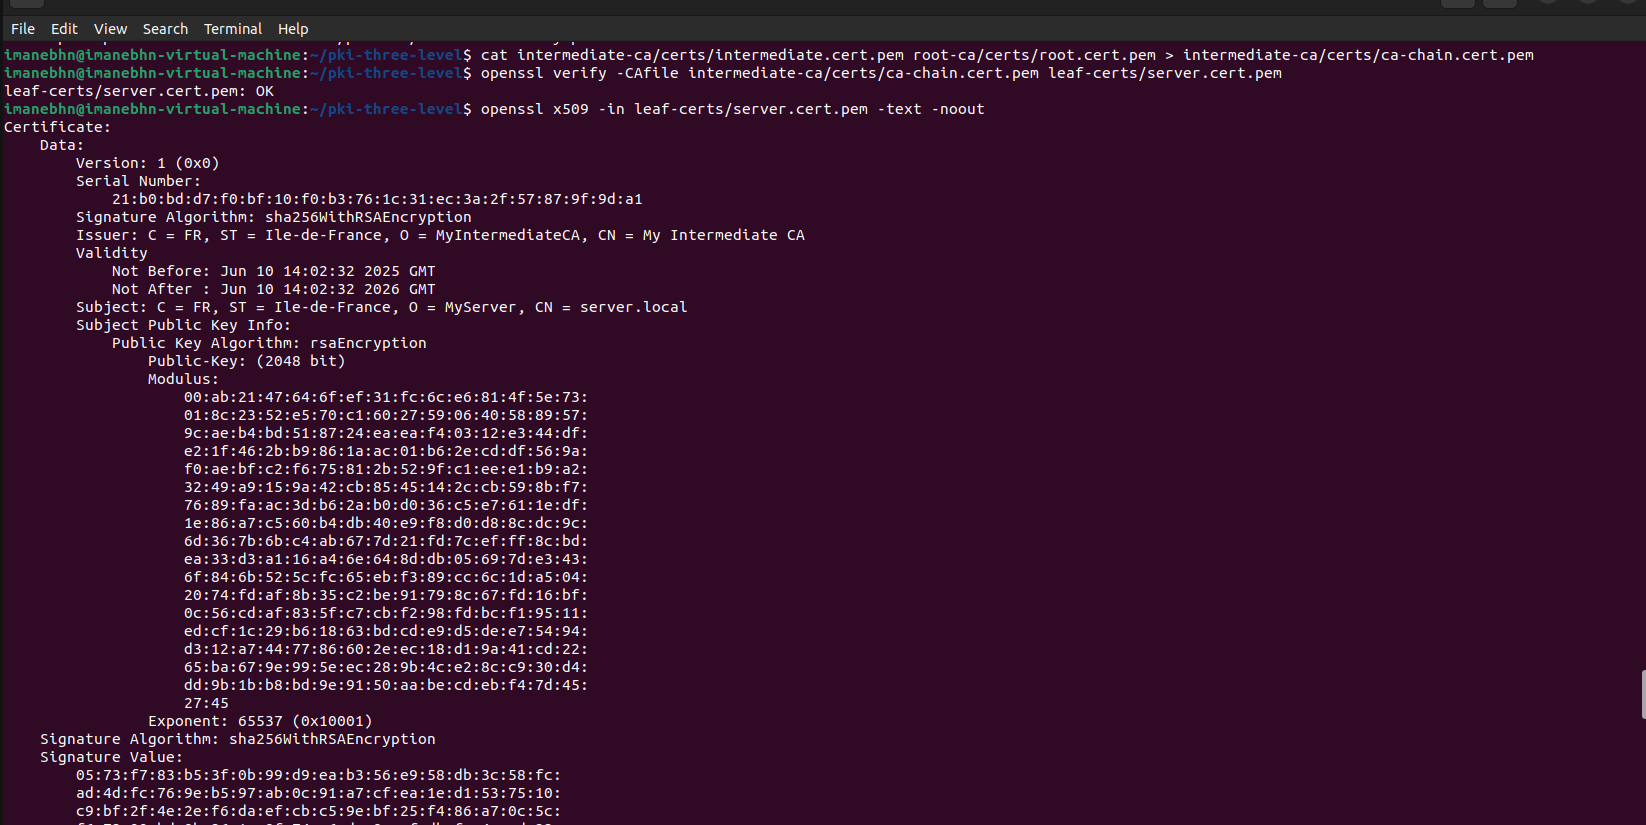 File Edit View Search Terminal Help
imanebhn@imanebhn-virtual-machine:~/pki-three-level$ cat intermediate-ca/certs/intermediate.cert.pem root-ca/certs/root.cert.pem > intermediate-ca/certs/ca-chain.cert.pem
imanebhn@imanebhn-virtual-machine:~/pki-three-level$ openssl verify -CAfile intermediate-ca/certs/ca-chain.cert.pem leaf-certs/server.cert.pem
leaf-certs/server.cert.pem: OK
imanebhn@imanebhn-virtual-machine:~/pki-three-level$ openssl x509 -in leaf-certs/server.cert.pem -text -noout
Certificate:
    Data:
        Version: 1 (0x0)
        Serial Number:
            21:b0:bd:d7:f0:bf:10:f0:b3:76:1c:31:ec:3a:2f:57:87:9f:9d:a1
        Signature Algorithm: sha256WithRSAEncryption
        Issuer: C = FR, ST = Ile-de-France, O = MyIntermediateCA, CN = My Intermediate CA
        Validity
            Not Before: Jun 10 14:02:32 2025 GMT
            Not After : Jun 10 14:02:32 2026 GMT
        Subject: C = FR, ST = Ile-de-France, O = MyServer, CN = server.local
        Subject Public Key Info:
            Public Key Algorithm: rsaEncryption
                Public-Key: (2048 bit)
                Modulus:
                    00:ab:21:47:64:6f:ef:31:fc:6c:e6:81:4f:5e:73:
                    01:8c:23:52:e5:70:c1:60:27:59:06:40:58:89:57:
                    9c:ae:b4:bd:51:87:24:ea:ea:f4:03:12:e3:44:df:
                    e2:1f:46:2b:b9:86:1a:ac:01:b6:2e:cd:df:56:9a:
                    f0:ae:bf:c2:f6:75:81:2b:52:9f:c1:ee:e1:b9:a2:
                    32:49:a9:15:9a:42:cb:85:45:14:2c:cb:59:8b:f7:
                    76:89:fa:ac:3d:b6:2a:b0:d0:36:c5:e7:61:1e:df:
                    1e:86:a7:c5:60:b4:db:40:e9:f8:d0:d8:8c:dc:9c:
                    6d:36:7b:6b:c4:ab:67:7d:21:fd:7c:ef:ff:8c:bd:
                    ea:33:d3:a1:16:a4:6e:64:8d:db:05:69:7d:e3:43:
                    6f:84:6b:52:5c:fc:65:eb:f3:89:cc:6c:1d:a5:04:
                    20:74:fd:af:8b:35:c2:be:91:79:8c:67:fd:16:bf:
                    0c:56:cd:af:83:5f:c7:cb:f2:98:fd:bc:f1:95:11:
                    ed:cf:1c:29:b6:18:63:bd:cd:e9:d5:de:e7:54:94:
                    d3:12:a7:44:77:86:60:2e:ec:18:d1:9a:41:cd:22:
                    65:ba:67:9e:99:5e:ec:28:9b:4c:e2:8c:c9:30:d4:
                    dd:9b:1b:b8:bd:9e:91:50:aa:be:cd:eb:f4:7d:45:
                    27:45
                Exponent: 65537 (0x10001)
    Signature Algorithm: sha256WithRSAEncryption
    Signature Value:
        05:73:f7:83:b5:3f:0b:99:d9:ea:b3:56:e9:58:db:3c:58:fc:
        ad:4d:fc:76:9e:b5:97:ab:0c:91:a7:cf:ea:1e:d1:53:75:10:
        c9:bf:2f:4e:2e:f6:da:ef:cb:c5:9e:bf:25:f4:86:a7:0c:5c: